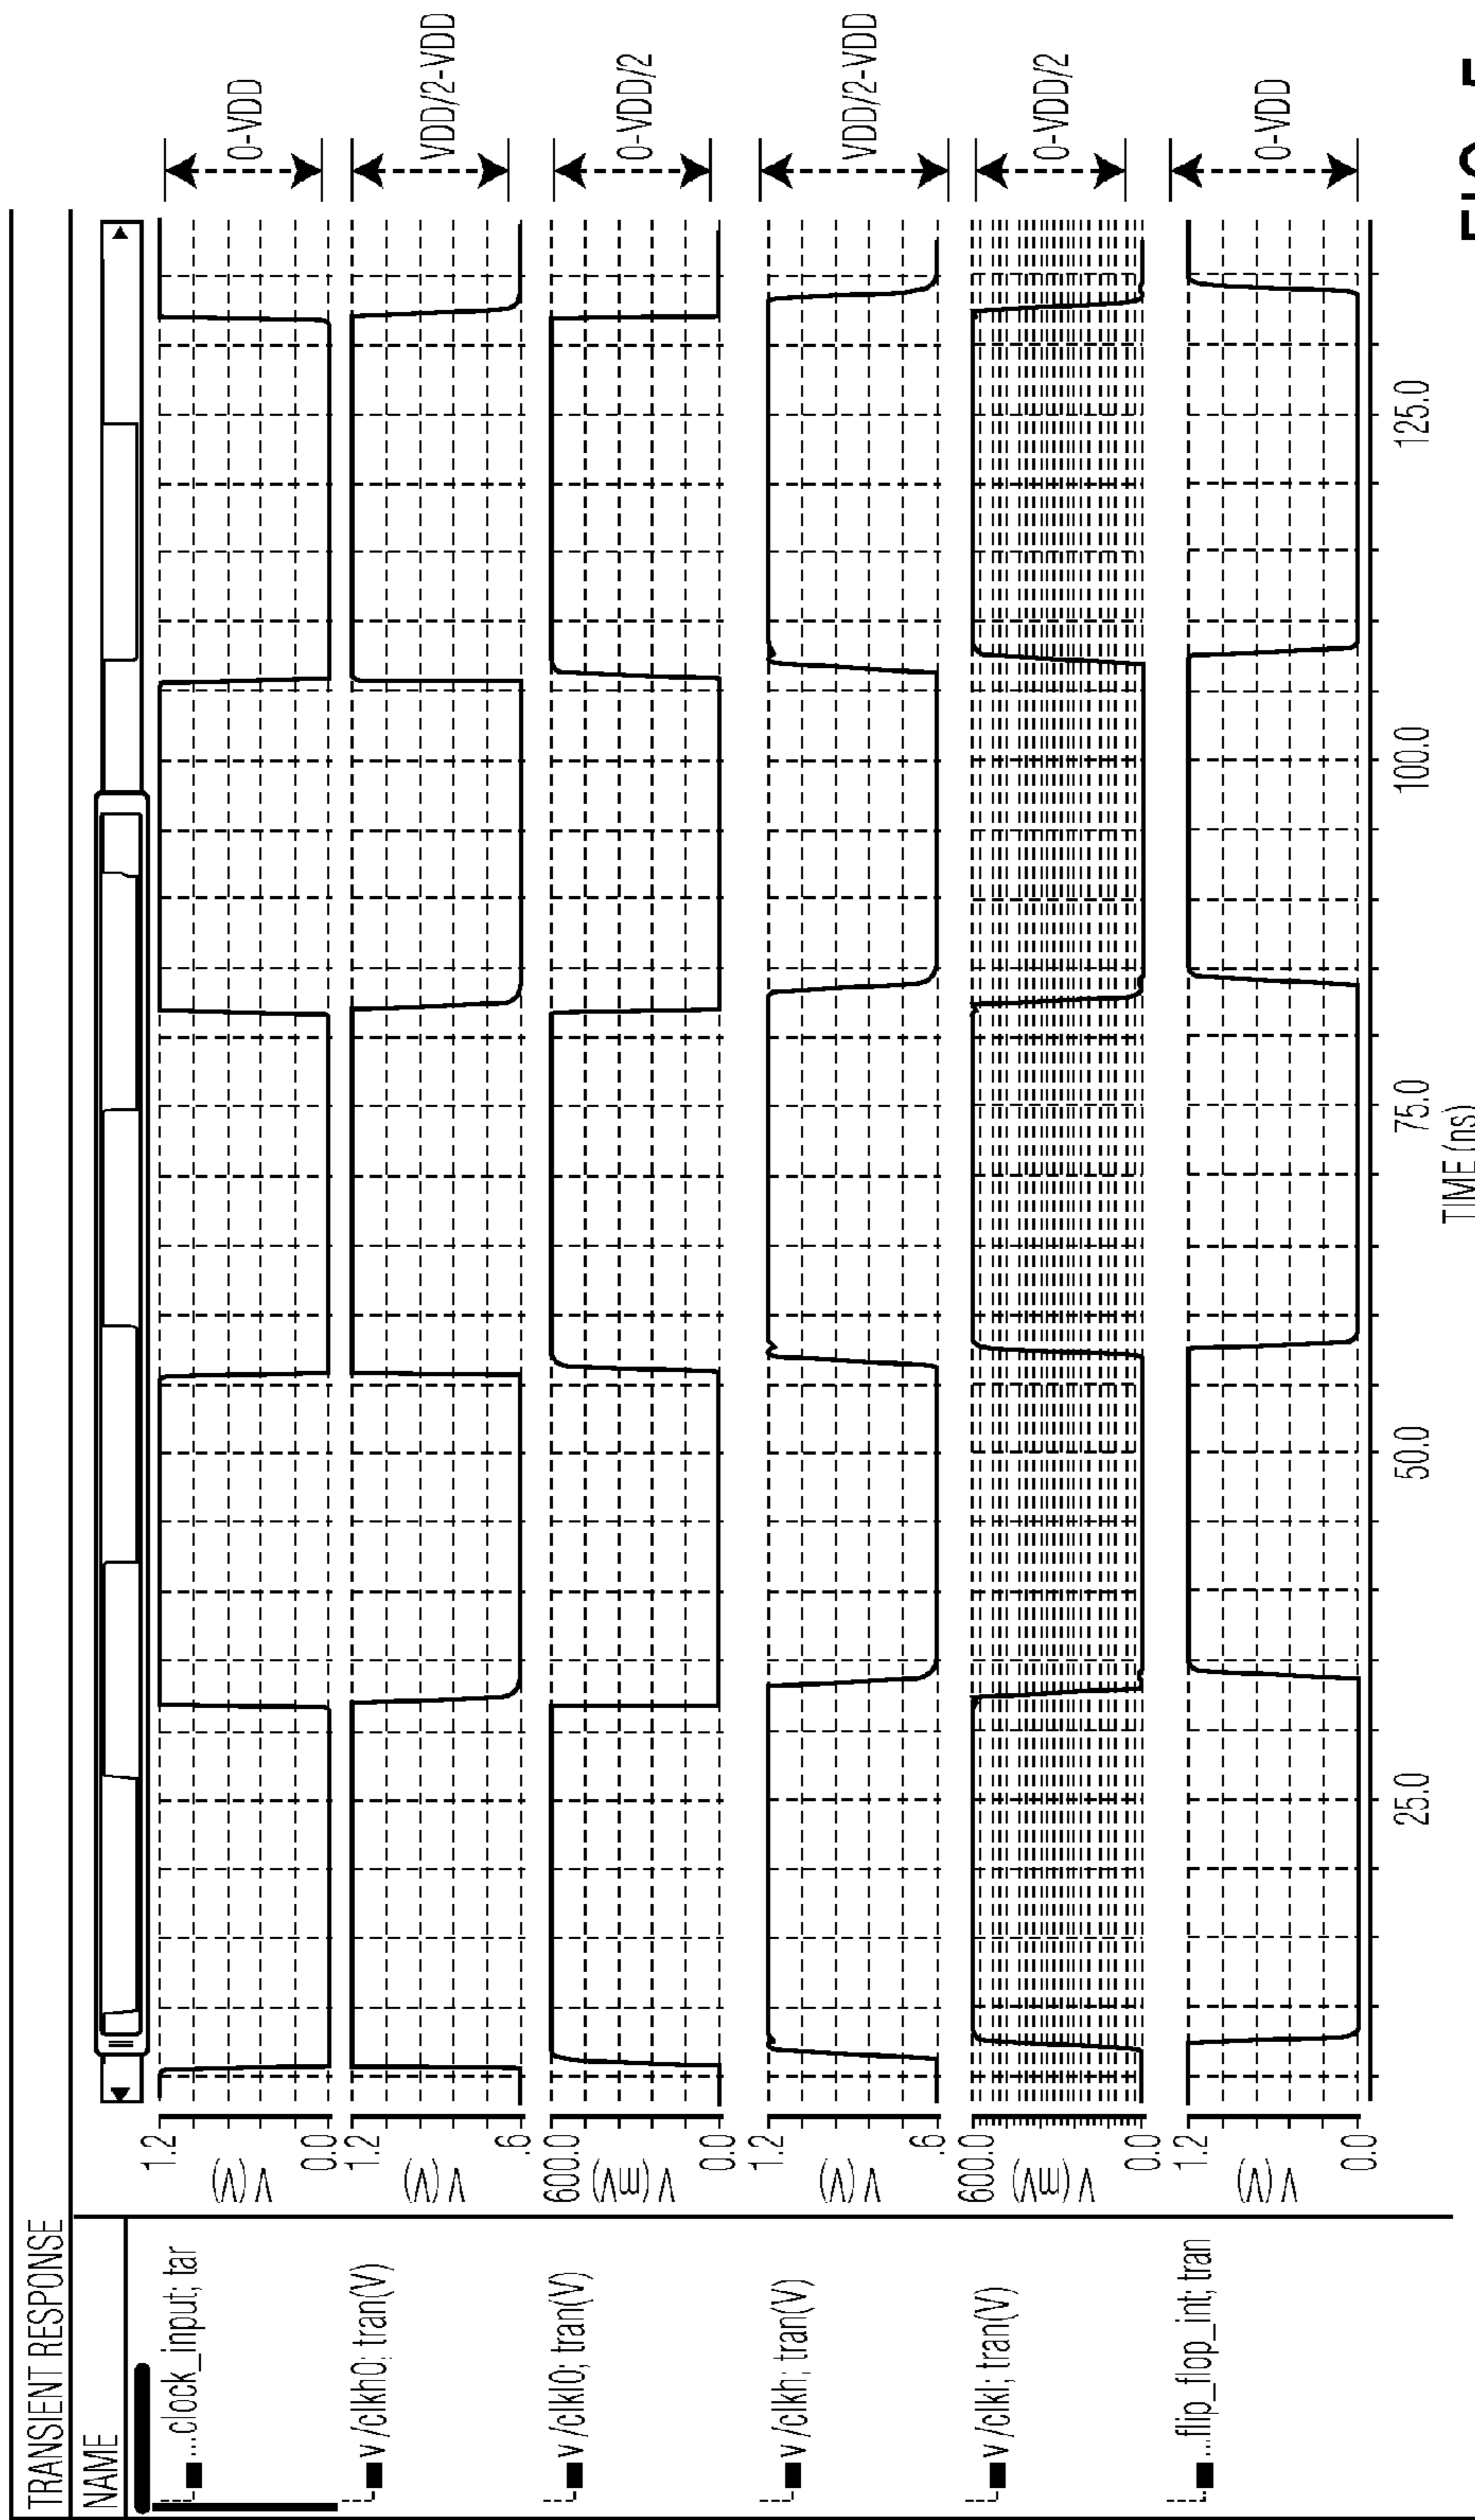 TRANSIENT RESPONSE
NAME
...clock_input; tar
v /clkh0; tran(V)
v /clkl0; tran(V)
v /clkh; tran(V)
v /clkl; tran(V)
...flip_flop_int; tran
1.2
V (V)
0.0
1.2
V (V)
.6
600.0
V (mV)
0.0
1.2
V (V)
.6
600.0
V (mV)
0.0
1.2
V (V)
0.0
0-VDD
VDD/2-VDD
0-VDD/2
VDD/2-VDD
0-VDD/2
0-VDD
25.0
50.0
75.0
100.0
125.0
TIME (ns)